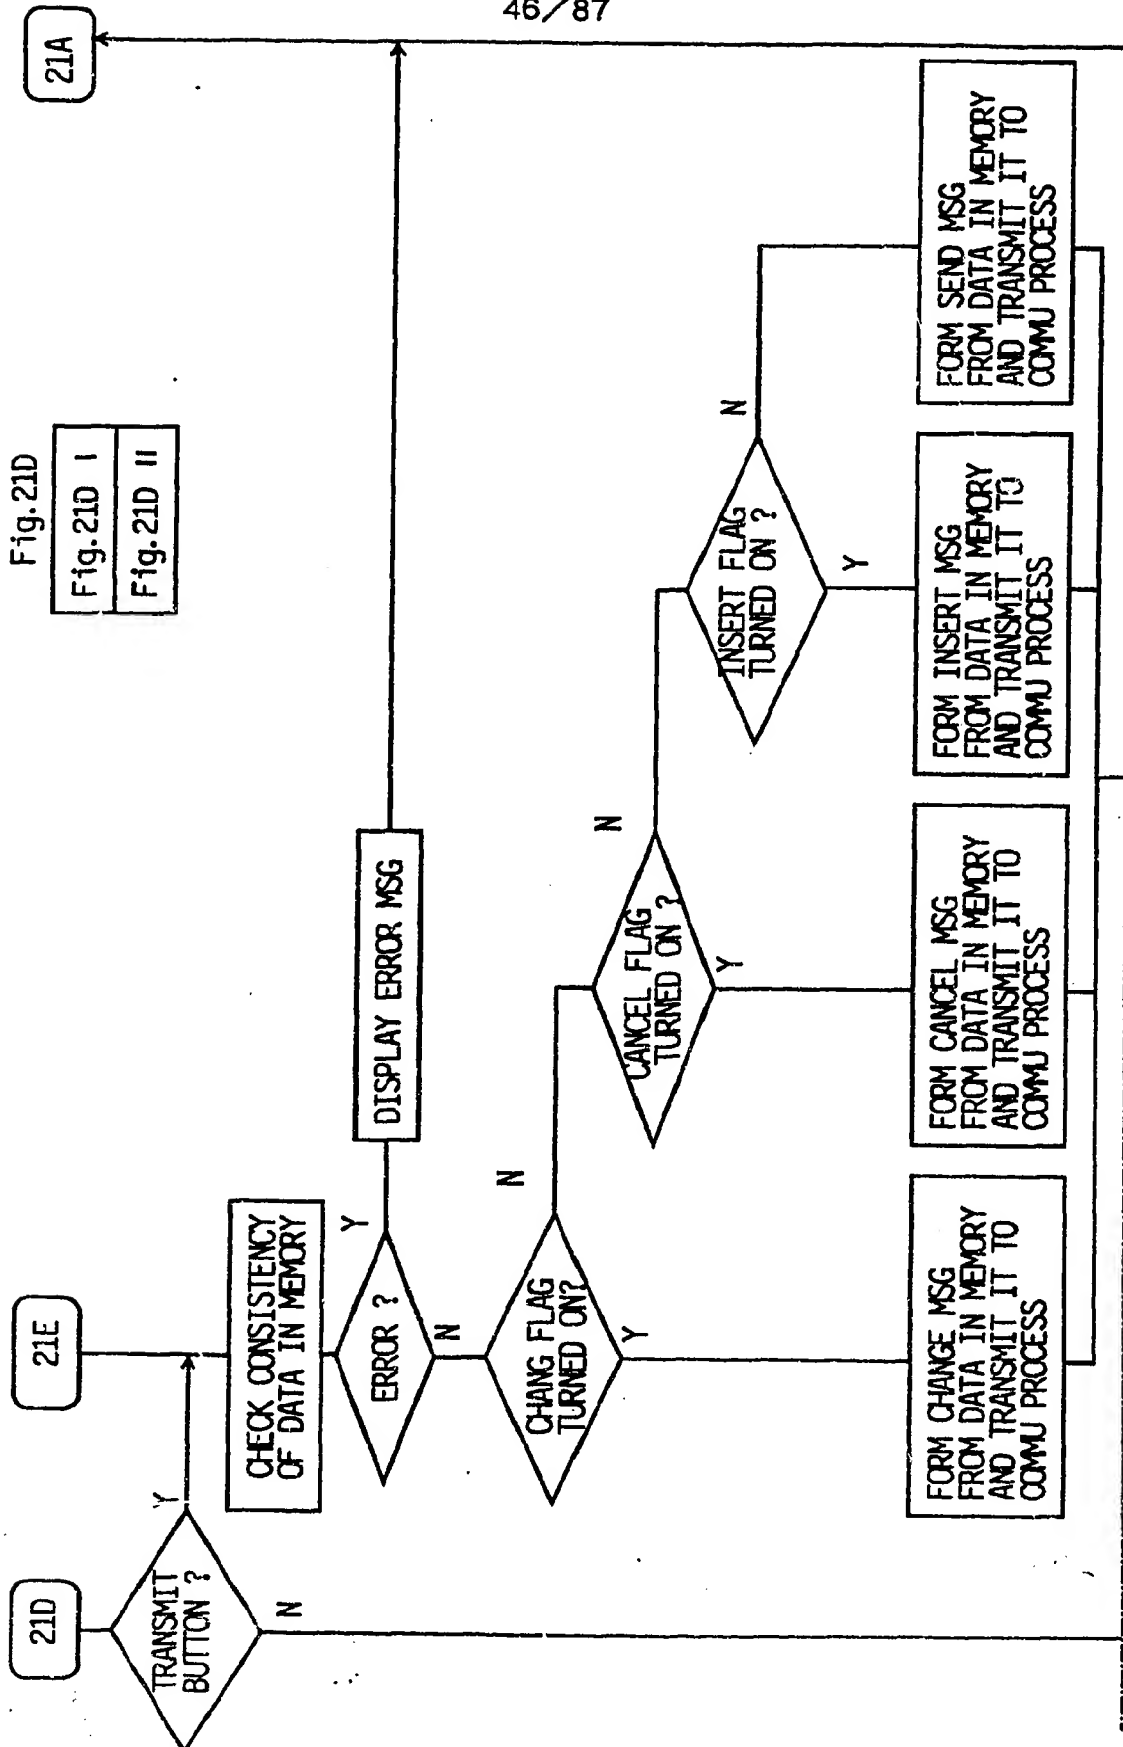 46/87
Fig.21D
Fig.21D I
Fig.21D II
21D
21E
21A
TRANSMIT
BUTTON ?
Y
N
CHECK CONSISTENCY
OF DATA IN MEMORY
ERROR ?
Y
N
DISPLAY ERROR MSG
CHANG FLAG
TURNED ON?
N
Y
CANCEL FLAG
TURNED ON ?
N
Y
INSERT FLAG
TURNED ON ?
N
Y
FORM CHANGE MSG
FROM DATA IN MEMORY
AND TRANSMIT IT TO
COMMU PROCESS
FORM CANCEL MSG
FROM DATA IN MEMORY
AND TRANSMIT IT TO
COMMU PROCESS
FORM INSERT MSG
FROM DATA IN MEMORY
AND TRANSMIT IT TO
COMMU PROCESS
FORM SEND MSG
FROM DATA IN MEMORY
AND TRANSMIT IT TO
COMMU PROCESS